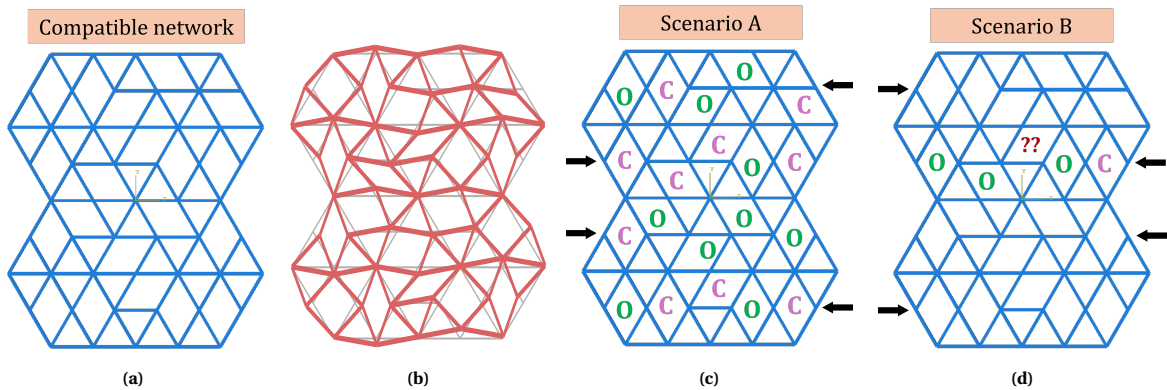 Compatible network
Scenario A
O
O C O C
C C O C
C
O O
C O O
C
O C O C
Scenario B
??
O O O C
(a)
(b)
(c)
(d)